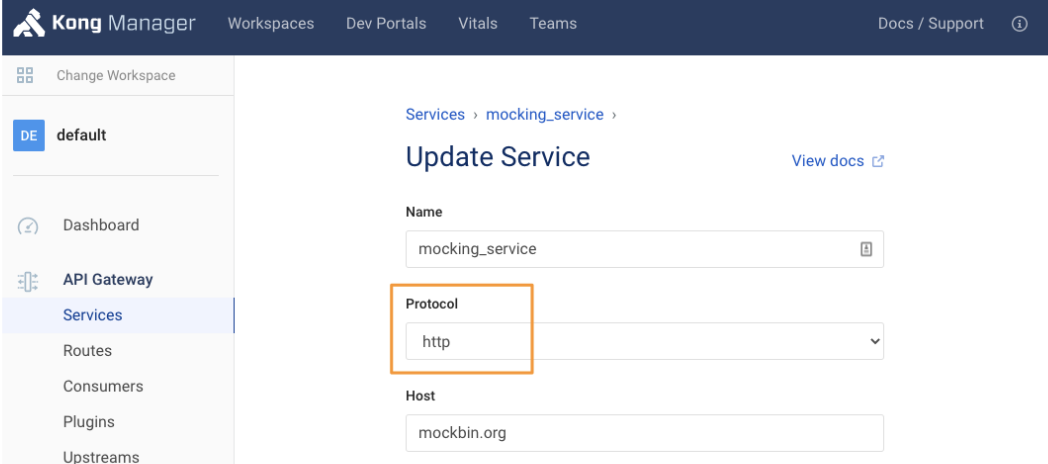 Kong Manager Workspaces Dev Portals Vitals Teams Docs / Support
Change Workspace
DE default
Dashboard
API Gateway
Services
Routes
Consumers
Plugins
Upstreams
Services › mocking_service ›
Update Service View docs
Name
mocking_service
Protocol
http
Host
mockbin.org